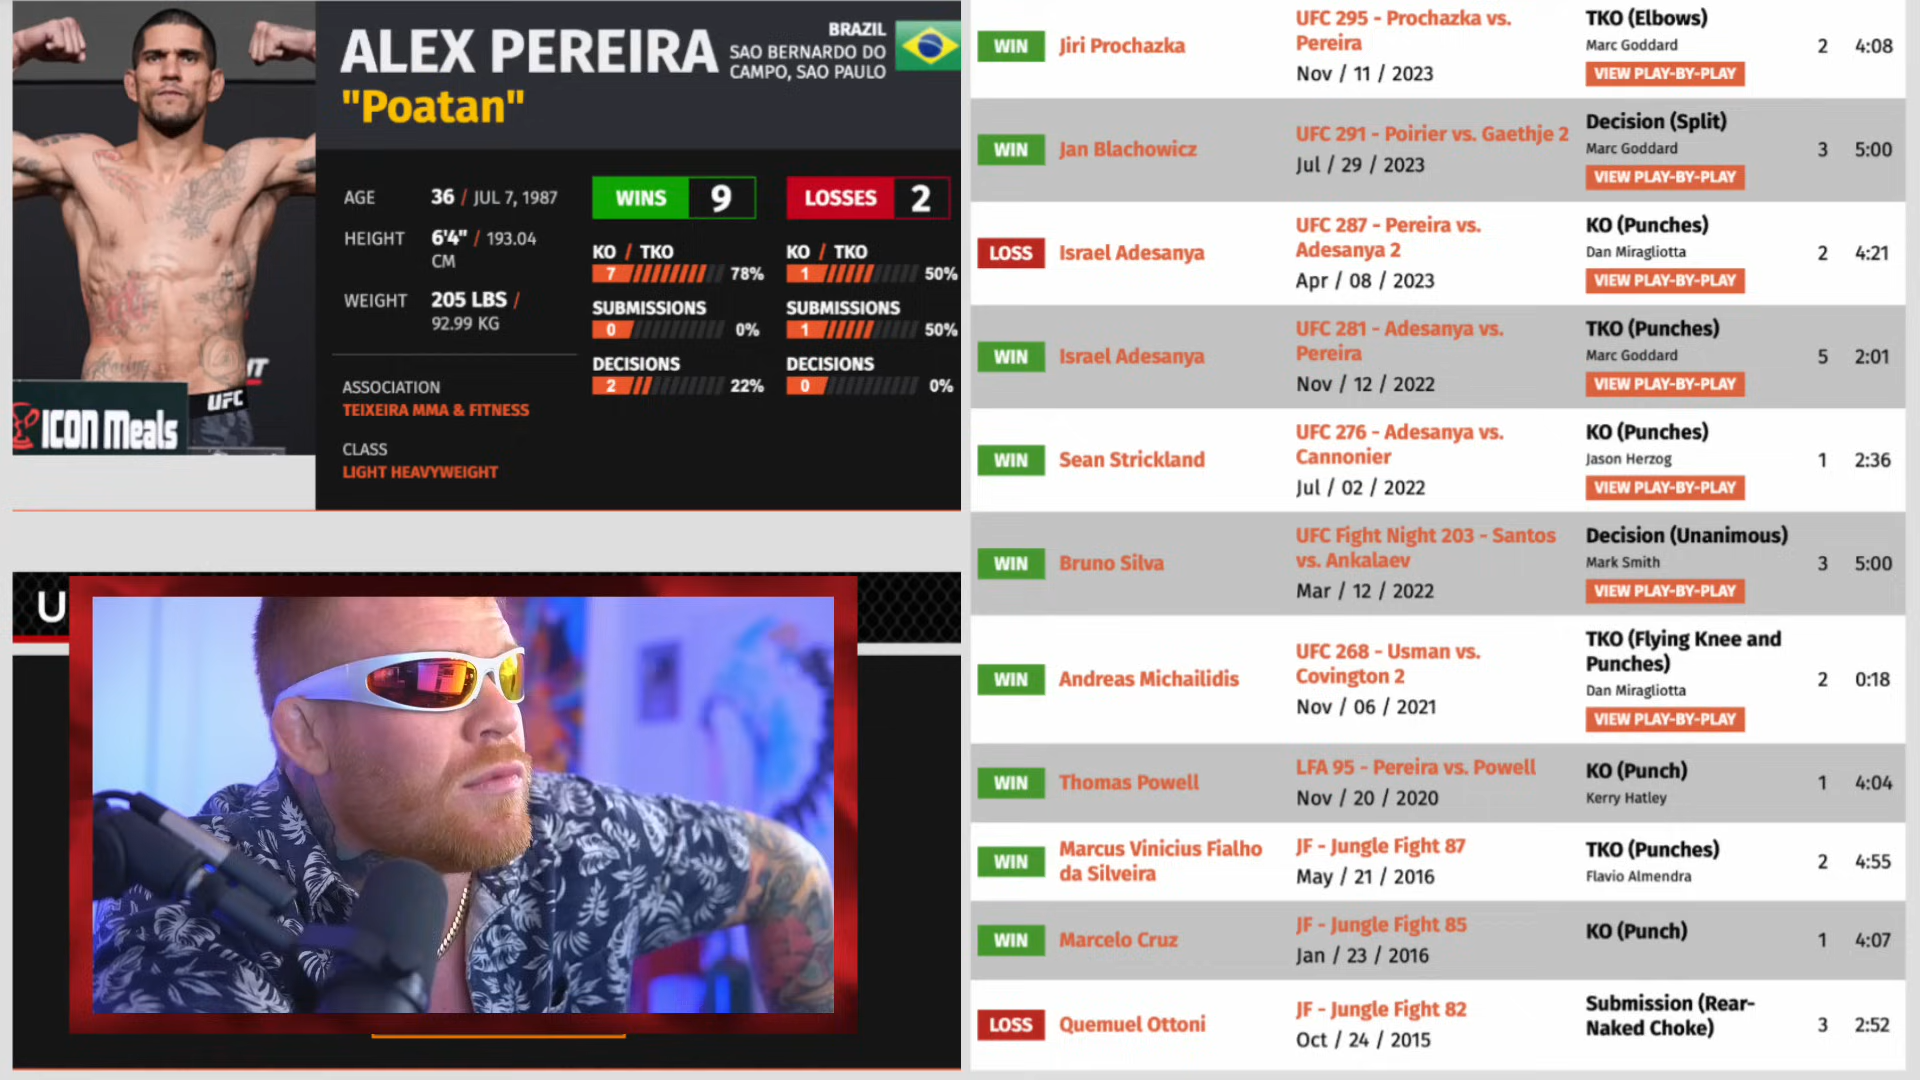 ALEX PEREIRA
"Poatan"
BRAZIL
SAO BERNARDO DO
CAMPO, SAO PAULO
AGE
36 / JUL 7, 1987
HEIGHT
6'4" / 193.04
CM
WEIGHT
205 LBS /
92.99 KG
ASSOCIATION
TEIXEIRA MMA & FITNESS
CLASS
LIGHT HEAVYWEIGHT
WINS 9
KO / TKO
7 78%
SUBMISSIONS
0 0%
DECISIONS
2 22%
LOSSES 2
KO / TKO
1 50%
SUBMISSIONS
1 50%
DECISIONS
0 0%
UFC
ICON Meals
U
WIN
Jiri Prochazka
UFC 295 - Prochazka vs.
Pereira
Nov / 11 / 2023
TKO (Elbows)
Marc Goddard
VIEW PLAY-BY-PLAY
2 4:08
WIN
Jan Blachowicz
UFC 291 - Poirier vs. Gaethje 2
Jul / 29 / 2023
Decision (Split)
Marc Goddard
VIEW PLAY-BY-PLAY
3 5:00
LOSS
Israel Adesanya
UFC 287 - Pereira vs.
Adesanya 2
Apr / 08 / 2023
KO (Punches)
Dan Miragliotta
VIEW PLAY-BY-PLAY
2 4:21
WIN
Israel Adesanya
UFC 281 - Adesanya vs.
Pereira
Nov / 12 / 2022
TKO (Punches)
Marc Goddard
VIEW PLAY-BY-PLAY
5 2:01
WIN
Sean Strickland
UFC 276 - Adesanya vs.
Cannonier
Jul / 02 / 2022
KO (Punches)
Jason Herzog
VIEW PLAY-BY-PLAY
1 2:36
WIN
Bruno Silva
UFC Fight Night 203 - Santos
vs. Ankalaev
Mar / 12 / 2022
Decision (Unanimous)
Mark Smith
VIEW PLAY-BY-PLAY
3 5:00
WIN
Andreas Michailidis
UFC 268 - Usman vs.
Covington 2
Nov / 06 / 2021
TKO (Flying Knee and
Punches)
Dan Miragliotta
VIEW PLAY-BY-PLAY
2 0:18
WIN
Thomas Powell
LFA 95 - Pereira vs. Powell
Nov / 20 / 2020
KO (Punch)
Kerry Hatley
1 4:04
WIN
Marcus Vinicius Fialho
da Silveira
JF - Jungle Fight 87
May / 21 / 2016
TKO (Punches)
Flavio Almendra
2 4:55
WIN
Marcelo Cruz
JF - Jungle Fight 85
Jan / 23 / 2016
KO (Punch)
1 4:07
LOSS
Quemuel Ottoni
JF - Jungle Fight 82
Oct / 24 / 2015
Submission (Rear-
Naked Choke)
3 2:52